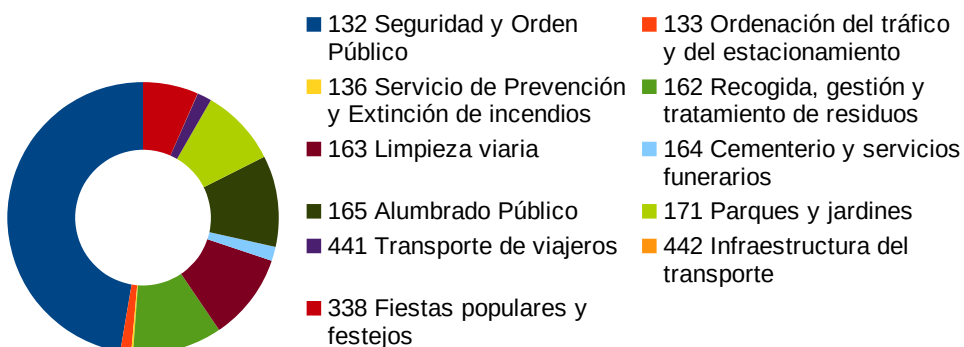 132 Seguridad y Orden
Público
133 Ordenación del tráfico
y del estacionamiento
136 Servicio de Prevención
y Extinción de incendios
162 Recogida, gestión y
tratamiento de residuos
163 Limpieza viaria
164 Cementerio y servicios
funerarios
165 Alumbrado Público
171 Parques y jardines
441 Transporte de viajeros
442 Infraestructura del
transporte
338 Fiestas populares y
festejos